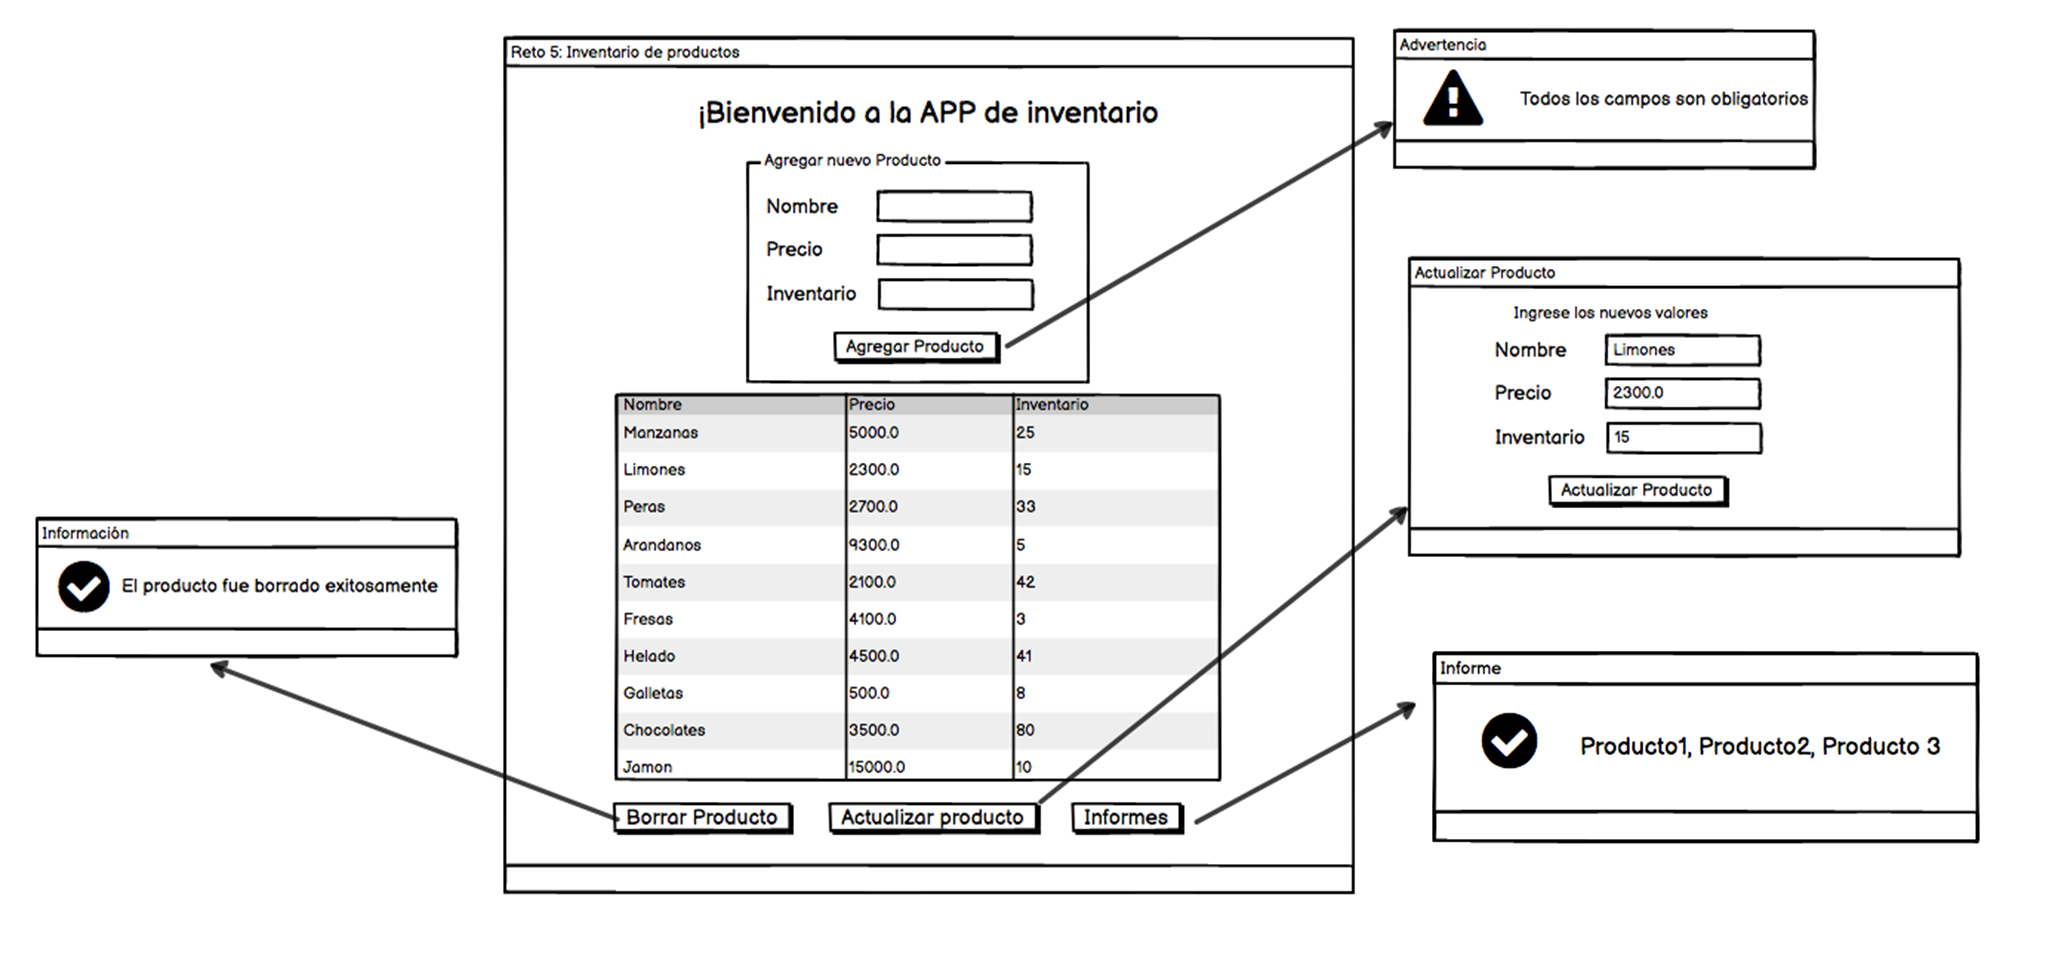 Reto 5: Inventario de productos
¡Bienvenido a la APP de inventario
Agregar nuevo Producto
Nombre
Precio
Inventario
Agregar Producto
Nombre Precio Inventario
Manzanas 5000.0 25
Limones 2300.0 15
Peras 2700.0 33
Arandanos 9300.0 5
Tomates 2100.0 42
Fresas 4100.0 3
Helado 4500.0 41
Galletas 500.0 8
Chocolates 3500.0 80
Jamon 15000.0 10
Borrar Producto Actualizar producto Informes
Advertencia
Todos los campos son obligatorios
Actualizar Producto
Ingrese los nuevos valores
Nombre Limones
Precio 2300.0
Inventario 15
Actualizar Producto
Información
El producto fue borrado exitosamente
Informe
Producto1, Producto2, Producto 3